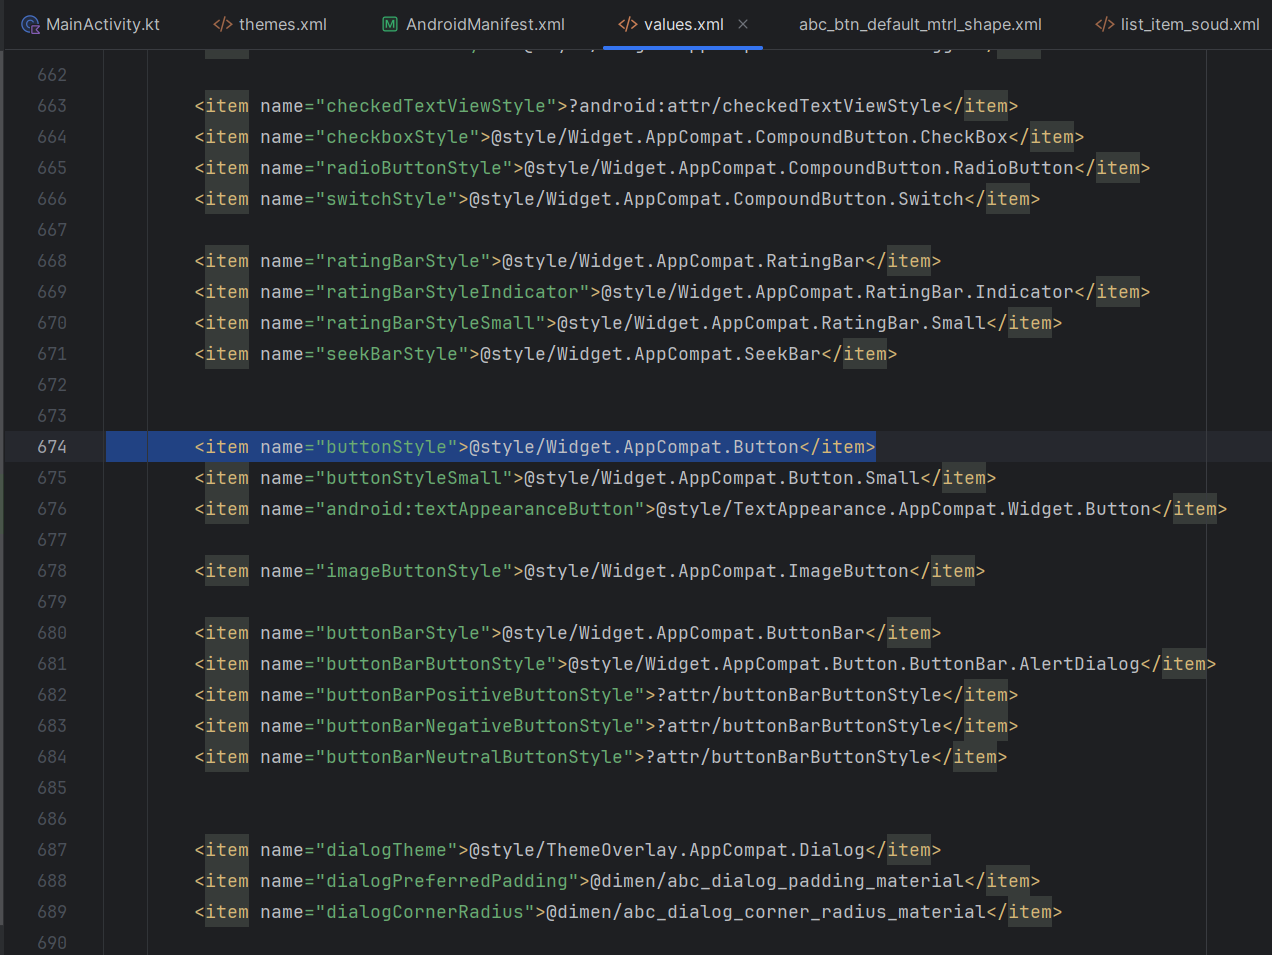 MainActivity.kt </> themes.xml M AndroidManifest.xml </> values.xml × abc_btn_default_mtrl_shape.xml </> list_item_soud.xml
662
663 <item name="checkedTextViewStyle">?android:attr/checkedTextViewStyle</item>
664 <item name="checkboxStyle">@style/Widget.AppCompat.CompoundButton.CheckBox</item>
665 <item name="radioButtonStyle">@style/Widget.AppCompat.CompoundButton.RadioButton</item>
666 <item name="switchStyle">@style/Widget.AppCompat.CompoundButton.Switch</item>
667
668 <item name="ratingBarStyle">@style/Widget.AppCompat.RatingBar</item>
669 <item name="ratingBarStyleIndicator">@style/Widget.AppCompat.RatingBar.Indicator</item>
670 <item name="ratingBarStyleSmall">@style/Widget.AppCompat.RatingBar.Small</item>
671 <item name="seekBarStyle">@style/Widget.AppCompat.SeekBar</item>
672
673
674 <item name="buttonStyle">@style/Widget.AppCompat.Button</item>
675 <item name="buttonStyleSmall">@style/Widget.AppCompat.Button.Small</item>
676 <item name="android:textAppearanceButton">@style/TextAppearance.AppCompat.Widget.Button</item>
677
678 <item name="imageButtonStyle">@style/Widget.AppCompat.ImageButton</item>
679
680 <item name="buttonBarStyle">@style/Widget.AppCompat.ButtonBar</item>
681 <item name="buttonBarButtonStyle">@style/Widget.AppCompat.Button.ButtonBar.AlertDialog</item>
682 <item name="buttonBarPositiveButtonStyle">?attr/buttonBarButtonStyle</item>
683 <item name="buttonBarNegativeButtonStyle">?attr/buttonBarButtonStyle</item>
684 <item name="buttonBarNeutralButtonStyle">?attr/buttonBarButtonStyle</item>
685
686
687 <item name="dialogTheme">@style/ThemeOverlay.AppCompat.Dialog</item>
688 <item name="dialogPreferredPadding">@dimen/abc_dialog_padding_material</item>
689 <item name="dialogCornerRadius">@dimen/abc_dialog_corner_radius_material</item>
690